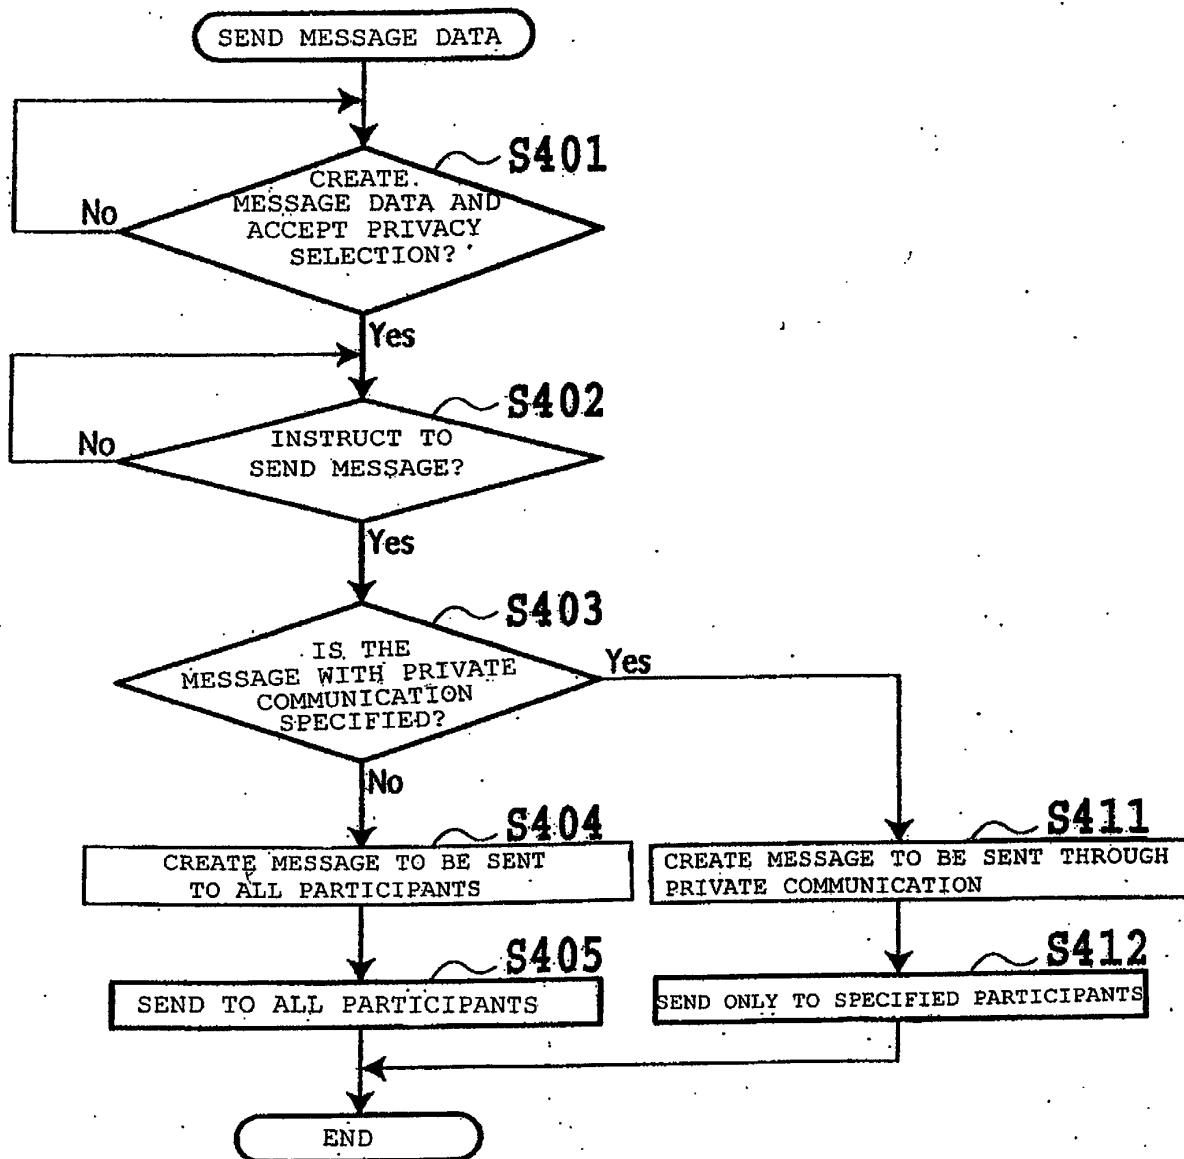 SEND MESSAGE DATA
S401
CREATE
MESSAGE DATA AND
ACCEPT PRIVACY
SELECTION?
No
Yes
S402
INSTRUCT TO
SEND MESSAGE?
No
Yes
S403
IS THE
MESSAGE WITH PRIVATE
COMMUNICATION
SPECIFIED?
Yes
No
S404
CREATE MESSAGE TO BE SENT
TO ALL PARTICIPANTS
S411
CREATE MESSAGE TO BE SENT THROUGH
PRIVATE COMMUNICATION
S405
SEND TO ALL PARTICIPANTS
S412
SEND ONLY TO SPECIFIED PARTICIPANTS
END